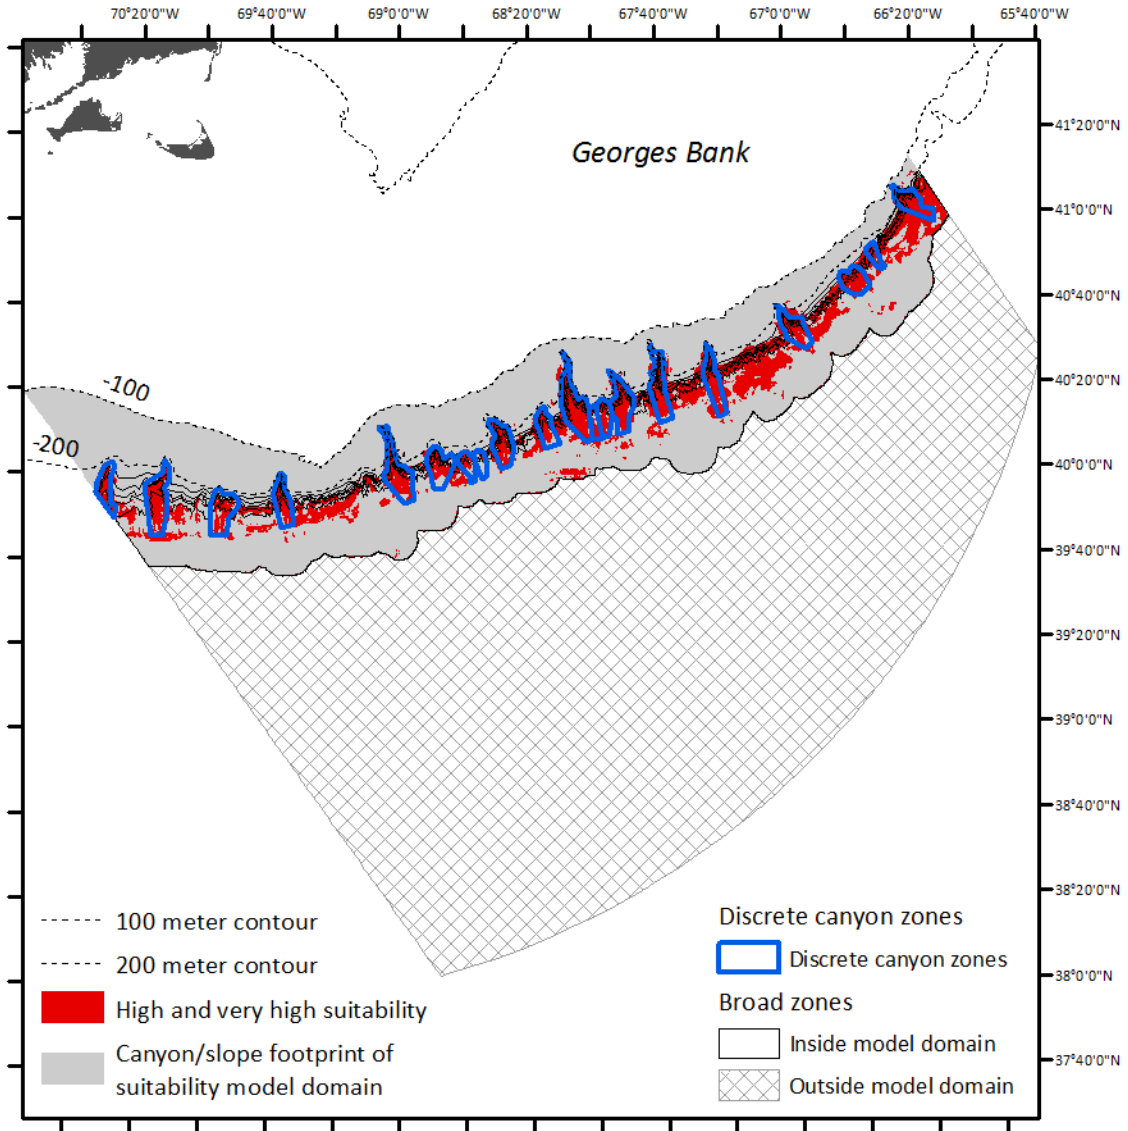 70°20'0"W 69°40'0"W 69°0'0"W 68°20'0"W 67°40'0"W 67°0'0"W 66°20'0"W 65°40'0"W
Georges Bank
41°20'0"N
41°0'0"N
40°40'0"N
40°20'0"N
40°0'0"N
39°40'0"N
39°20'0"N
39°0'0"N
38°40'0"N
38°20'0"N
38°0'0"N
37°40'0"N
-100
-200
100 meter contour
200 meter contour
High and very high suitability
Canyon/slope footprint of
suitability model domain
Discrete canyon zones
Discrete canyon zones
Broad zones
Inside model domain
Outside model domain